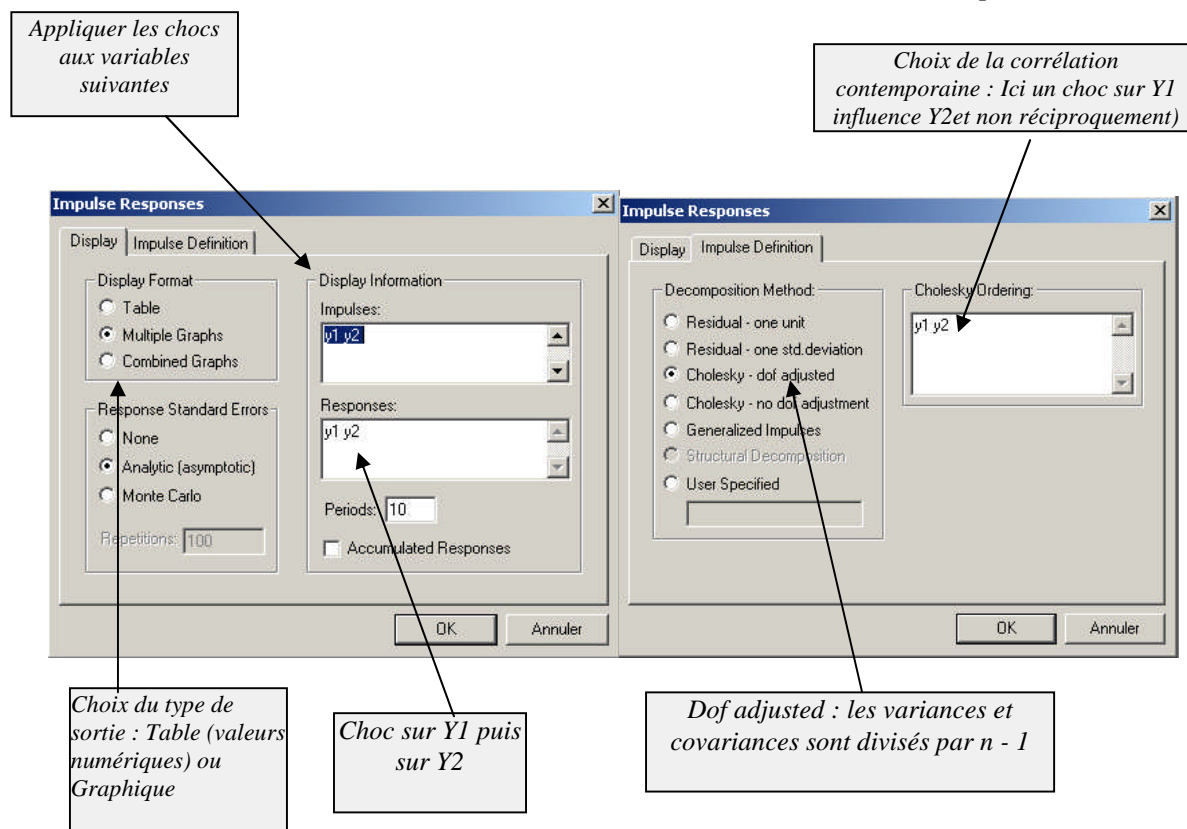 Appliquer les chocs
aux variables
suivantes
Choix de la corrélation
contemporaine : Ici un choc sur Y1
influence Y2et non réciproquement)
Impulse Responses
Display
Impulse Definition
Display Format
Table
Multiple Graphs
Combined Graphs
Response Standard Errors
None
Analytic (asymptotic)
Monte Carlo
Repetitions: 100
Display Information
Impulses:
y1 y2
Responses:
y1 y2
Periods: 10
Accumulated Responses
OK
Annuler
Impulse Responses
Display
Impulse Definition
Decomposition Method:
Residual - one unit
Residual - one std.deviation
Cholesky - dof adjusted
Cholesky - no dof adjustment
Generalized Impulses
Structural Decomposition
User Specified
Cholesky Ordering:
y1 y2
OK
Annuler
Choix du type de
sortie : Table (valeurs
numériques) ou
Graphique
Choc sur Y1 puis
sur Y2
Dof adjusted : les variances et
covariances sont divisés par n - 1